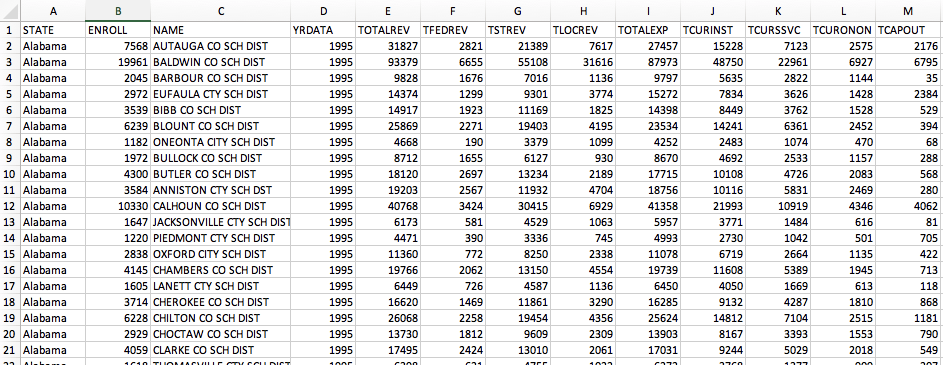 A B C D E F G H I J K L M
1 STATE ENROLL NAME YRDATA TOTALREV TFEDREV TSTREV TLOCREV TOTALEXP TCURINST TCURSSVC TCURONON TCAPOUT
2 Alabama 7568 AUTAUGA CO SCH DIST 1995 31827 2821 21389 7617 27457 15228 7123 2575 2176
3 Alabama 19961 BALDWIN CO SCH DIST 1995 93379 6655 55108 31616 87973 48750 22961 6927 6795
4 Alabama 2045 BARBOUR CO SCH DIST 1995 9828 1676 7016 1136 9797 5635 2822 1144 35
5 Alabama 2972 EUFAULA CTY SCH DIST 1995 14374 1299 9301 3774 15272 7834 3626 1428 2384
6 Alabama 3539 BIBB CO SCH DIST 1995 14917 1923 11169 1825 14398 8449 3762 1528 529
7 Alabama 6239 BLOUNT CO SCH DIST 1995 25869 2271 19403 4195 23534 14241 6361 2452 394
8 Alabama 1182 ONEONTA CITY SCH DIST 1995 4668 190 3379 1099 4252 2483 1074 470 68
9 Alabama 1972 BULLOCK CO SCH DIST 1995 8712 1655 6127 930 8670 4692 2533 1157 288
10 Alabama 4300 BUTLER CO SCH DIST 1995 18120 2697 13234 2189 17715 10108 4726 2083 568
11 Alabama 3584 ANNISTON CTY SCH DST 1995 19203 2567 11932 4704 18756 10116 5831 2469 280
12 Alabama 10330 CALHOUN CO SCH DIST 1995 40768 3424 30415 6929 41358 21993 10919 4346 4062
13 Alabama 1647 JACKSONVILLE CTY SCH DIST 1995 6173 581 4529 1063 5957 3771 1484 616 81
14 Alabama 1220 PIEDMONT CTY SCH DIST 1995 4471 390 3336 745 4993 2730 1042 501 705
15 Alabama 2838 OXFORD CITY SCH DIST 1995 11360 772 8250 2338 11078 6719 2664 1135 422
16 Alabama 4145 CHAMBERS CO SCH DIST 1995 19766 2062 13150 4554 19739 11608 5389 1945 713
17 Alabama 1605 LANETT CTY SCH DIST 1995 6449 726 4587 1136 6450 4050 1669 613 118
18 Alabama 3714 CHEROKEE CO SCH DIST 1995 16620 1469 11861 3290 16285 9132 4287 1810 868
19 Alabama 6228 CHILTON CO SCH DIST 1995 26068 2258 19454 4356 25624 14812 7104 2515 1181
20 Alabama 2929 CHOCTAW CO SCH DIST 1995 13730 1812 9609 2309 13903 8167 3393 1553 790
21 Alabama 4059 CLARKE CO SCH DIST 1995 17495 2424 13010 2061 17031 9244 5029 2018 549